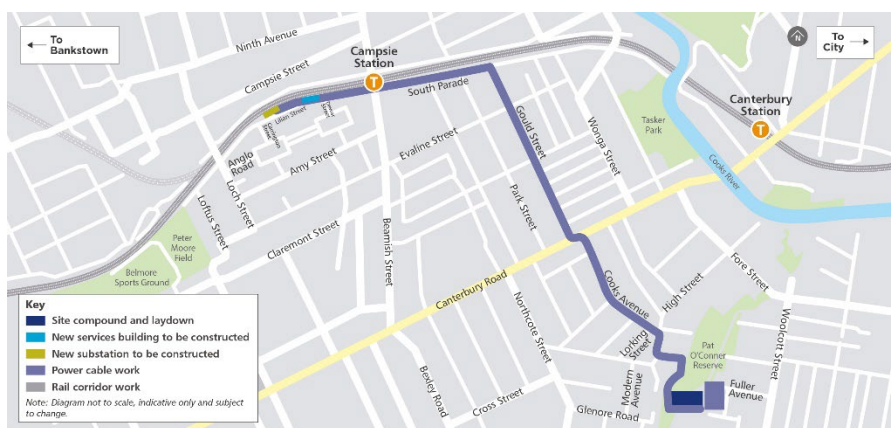 To
Bankstown
Ninth Avenue
Campsie Street
Campsie
Station
T
N
To
City
Canterbury
Station
T
Tasker
Park
Cooks River
South Parade
Gould Street
Wonga Street
Lilian Street
Anglo
Road
Amy Street
Evaline Street
Park Street
Loch Street
Loftus Street
Claremont Street
Beamish Street
Peter
Moore
Field
Belmore
Sports Ground
Canterbury Road
Cooks Avenue
High Street
Fore Street
Woolcott Street
Northcote Street
Lorking
Street
Pat
O'Conner
Reserve
Modern
Avenue
Fuller
Avenue
Bexley Road
Cross Street
Glenore Road
Key
Site compound and laydown
New services building to be constructed
New substation to be constructed
Power cable work
Rail corridor work
Note: Diagram not to scale, indicative only and subject
to change.